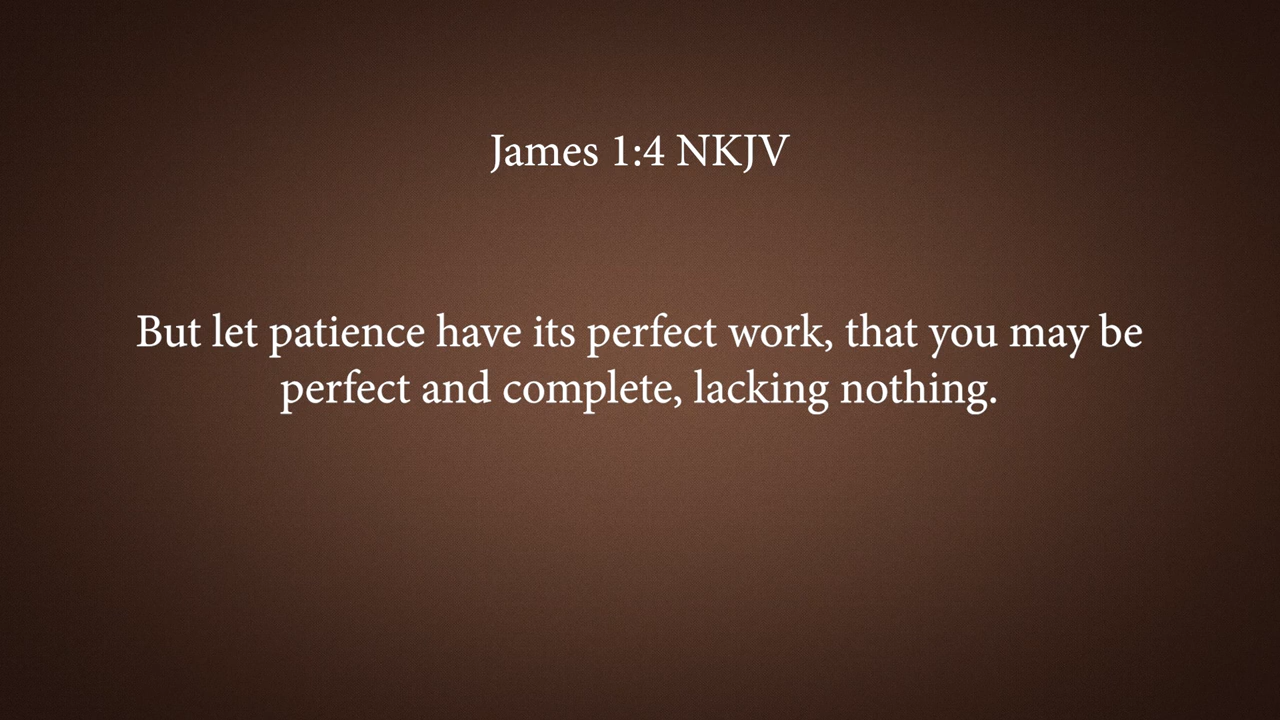 James 1:4 NKJV
But let patience have its perfect work, that you may be
perfect and complete, lacking nothing.